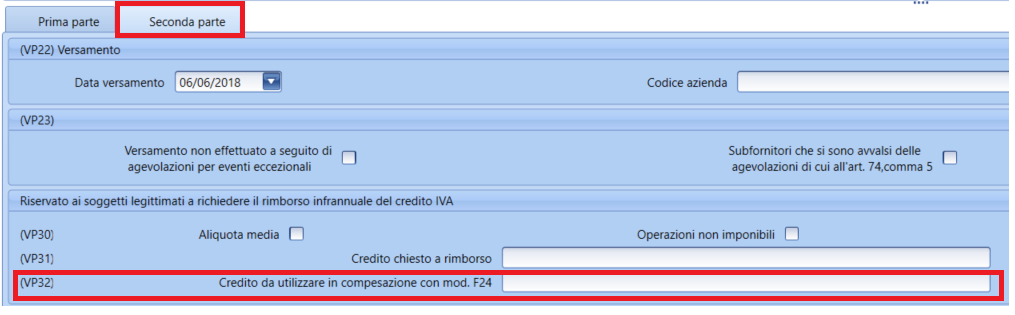 Prima parte Seconda parte
(VP22) Versamento
Data versamento 06/06/2018 Codice azienda
(VP23)
Versamento non effettuato a seguito di agevolazioni per eventi eccezionali
Subfornitori che si sono avvalsi delle agevolazioni di cui all'art. 74,comma 5
Riservato ai soggetti legittimati a richiedere il rimborso infrannuale del credito IVA
(VP30) Aliquota media Operazioni non imponibili
(VP31) Credito chiesto a rimborso
(VP32) Credito da utilizzare in compesazione con mod. F24